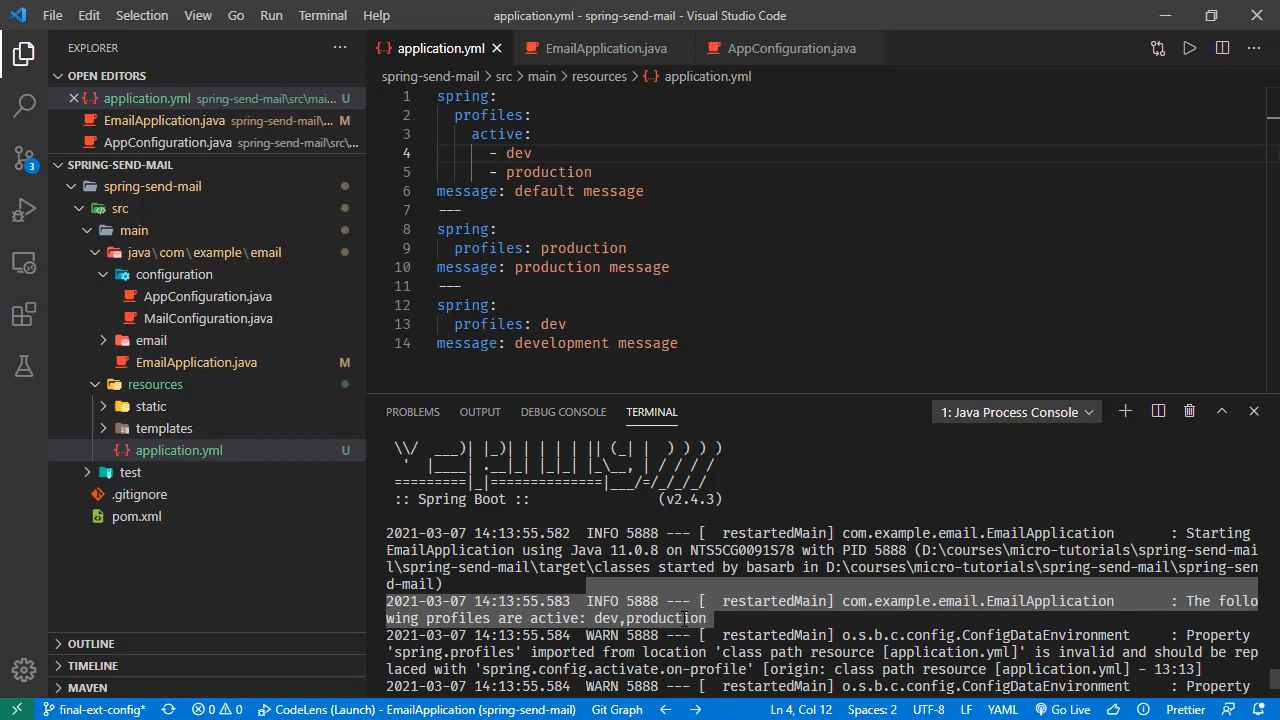 File Edit Selection View Go Run Terminal Help application.yml - spring-send-mail - Visual Studio Code
EXPLORER
OPEN EDITORS
application.yml spring-send-mail\src\mai... U
EmailApplication.java spring-send-mail\... M
AppConfiguration.java spring-send-mail\src\...
SPRING-SEND-MAIL
spring-send-mail
src
main
java\com\example\email
configuration
AppConfiguration.java
MailConfiguration.java
email
EmailApplication.java M
resources
static
templates
application.yml U
test
.gitignore
pom.xml
OUTLINE
TIMELINE
MAVEN
3
application.yml EmailApplication.java AppConfiguration.java
spring-send-mail > src > main > resources > application.yml
1 spring:
2 profiles:
3 active:
4 - dev
5 - production
6 message: default message
7 ---
8 spring:
9 profiles: production
10 message: production message
11 ---
12 spring:
13 profiles: dev
14 message: development message
PROBLEMS OUTPUT DEBUG CONSOLE TERMINAL 1: Java Process Console
\\/  ___)| |_)| | | | | || (_| |  ) ) ) )
'  |____| .__|_| |_|_| |_\__, | / / / /
=========|_|==============|___/=/_/_/_/
:: Spring Boot :: (v2.4.3)
2021-03-07 14:13:55.582 INFO 5888 --- [ restartedMain] com.example.email.EmailApplication : Starting
EmailApplication using Java 11.0.8 on NTS5CG0091S78 with PID 5888 (D:\courses\micro-tutorials\spring-send-mai
l\spring-send-mail\target\classes started by basarb in D:\courses\micro-tutorials\spring-send-mail\spring-sen
d-mail)
2021-03-07 14:13:55.583 INFO 5888 --- [ restartedMain] com.example.email.EmailApplication : The follo
wing profiles are active: dev,production
2021-03-07 14:13:55.584 WARN 5888 --- [ restartedMain] o.s.b.c.config.ConfigDataEnvironment : Property
'spring.profiles' imported from location 'class path resource [application.yml]' is invalid and should be rep
laced with 'spring.config.activate.on-profile' [origin: class path resource [application.yml] - 13:13]
2021-03-07 14:13:55.584 WARN 5888 --- [ restartedMain] o.s.b.c.config.ConfigDataEnvironment : Property
final-ext-config* 0 0 CodeLens (Launch) - EmailApplication (spring-send-mail) Git Graph Ln 4, Col 12 Spaces: 2 UTF-8 LF YAML Go Live Prettier